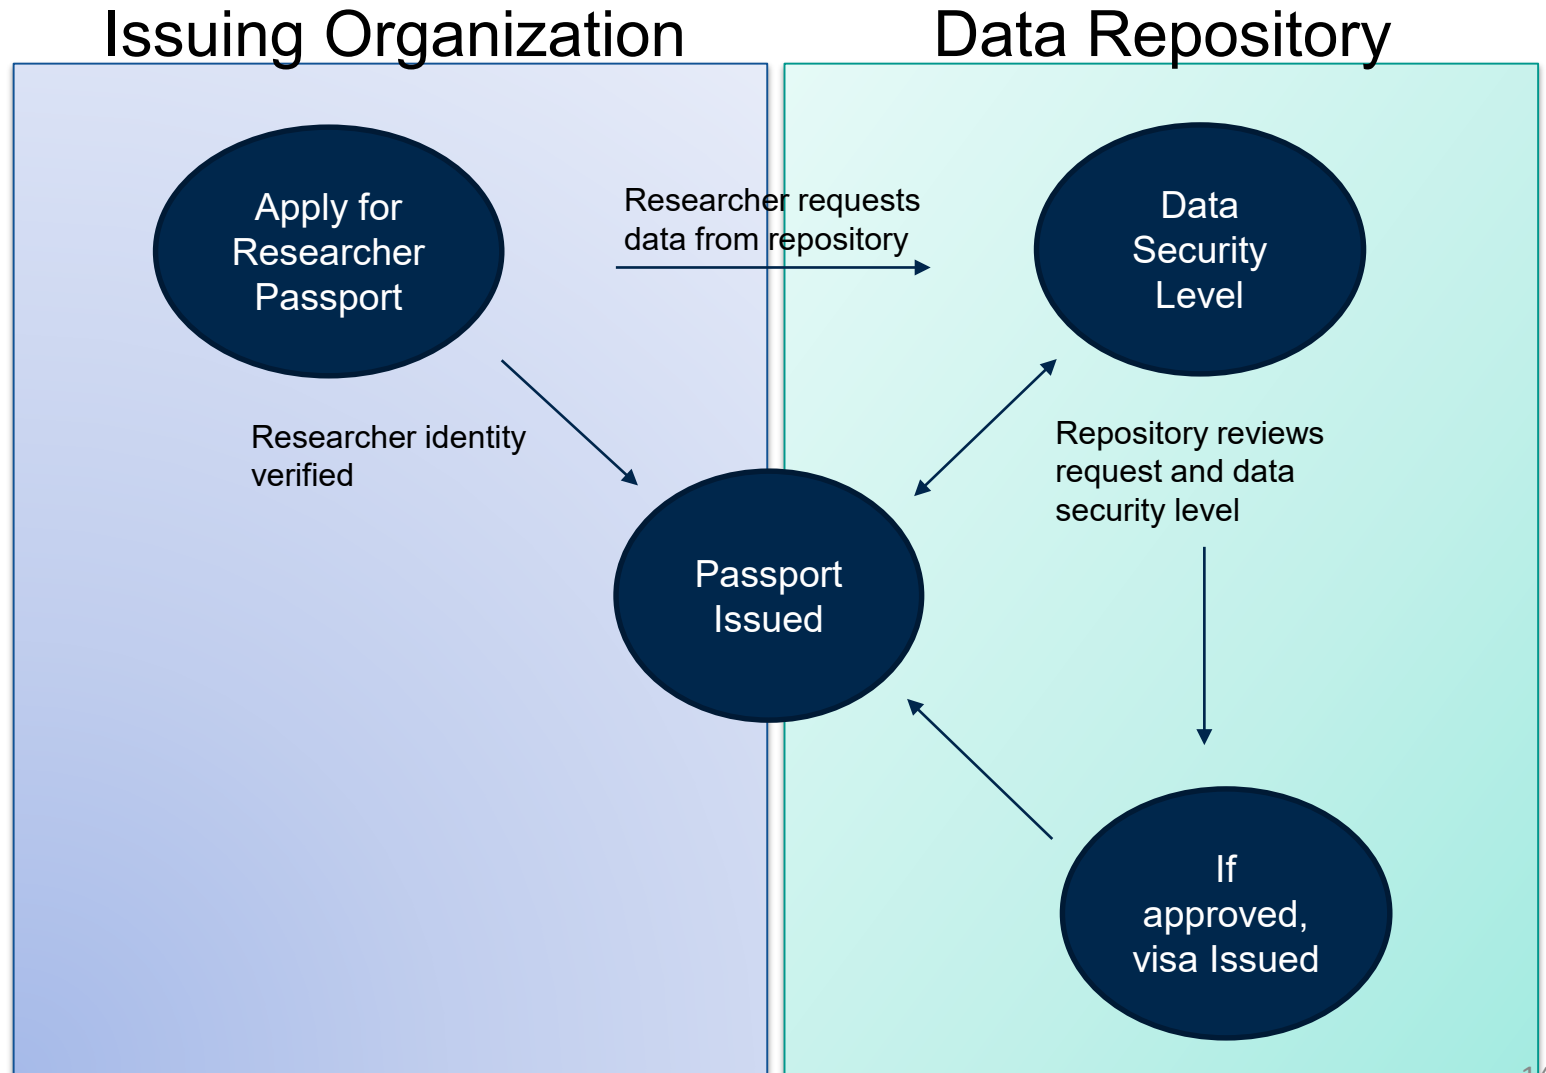 Issuing Organization
Data Repository
Apply for
Researcher
Passport
Researcher requests
data from repository
Data
Security
Level
Researcher identity
verified
Repository reviews
request and data
security level
Passport
Issued
If
approved,
visa Issued